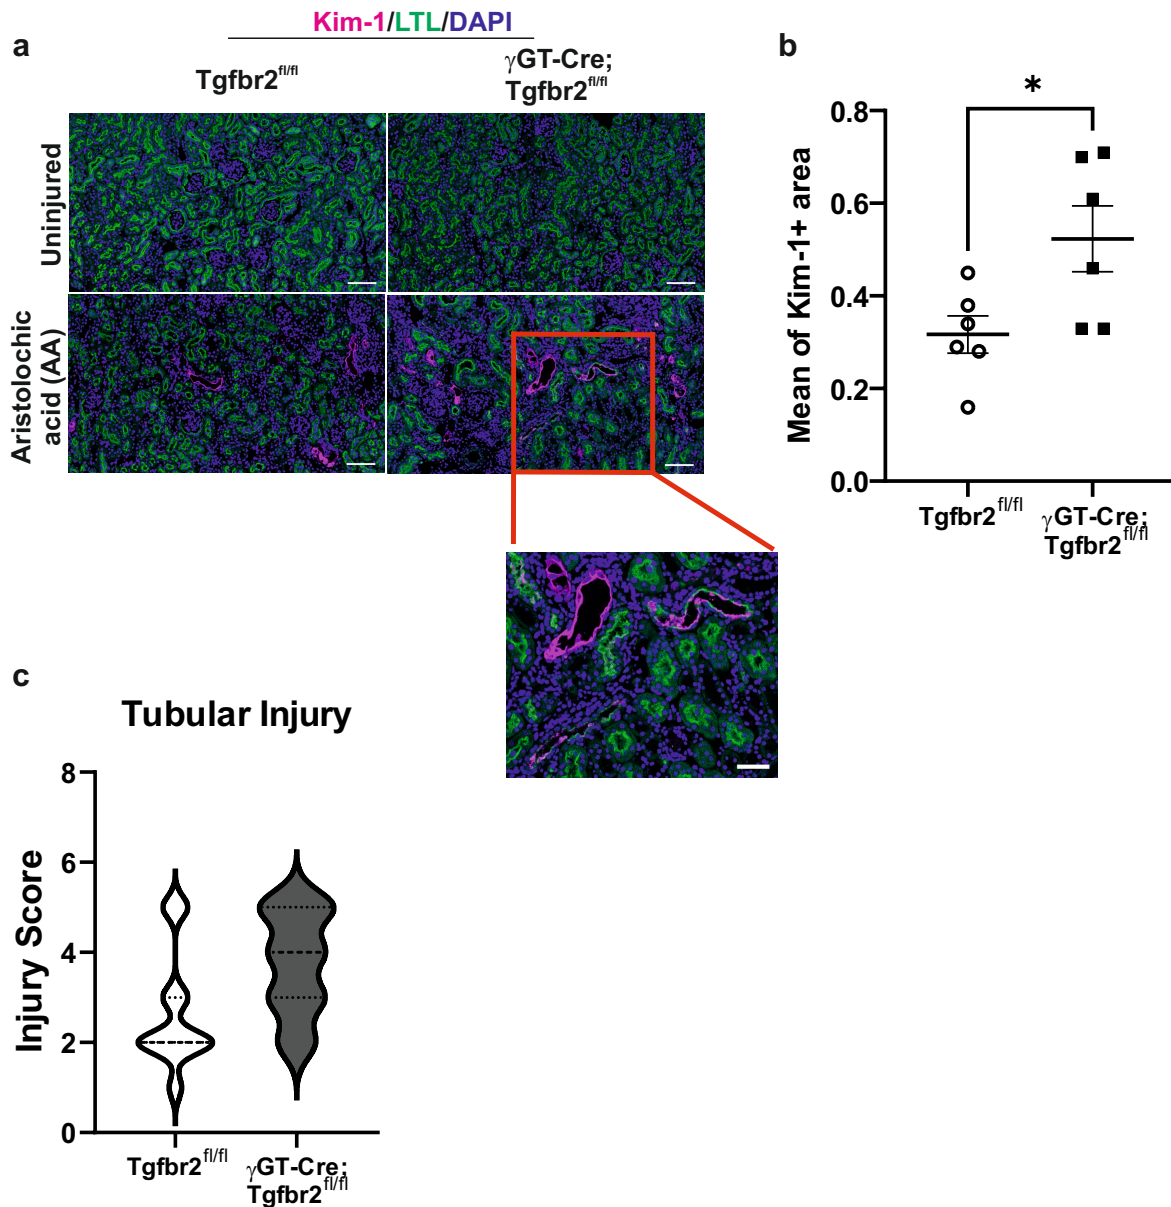 Kim-1/LTL/DAPI
a
Tgfbr2fl/fl
γGT-Cre;
Tgfbr2fl/fl
Uninjured
Aristolochic
acid (AA)
b
*
Mean of Kim-1+ area
0.8
0.6
0.4
0.2
0.0
Tgfbr2fl/fl
γGT-Cre;
Tgfbr2fl/fl
c
Tubular Injury
Injury Score
8
6
4
2
0
Tgfbr2fl/fl
γGT-Cre;
Tgfbr2fl/fl